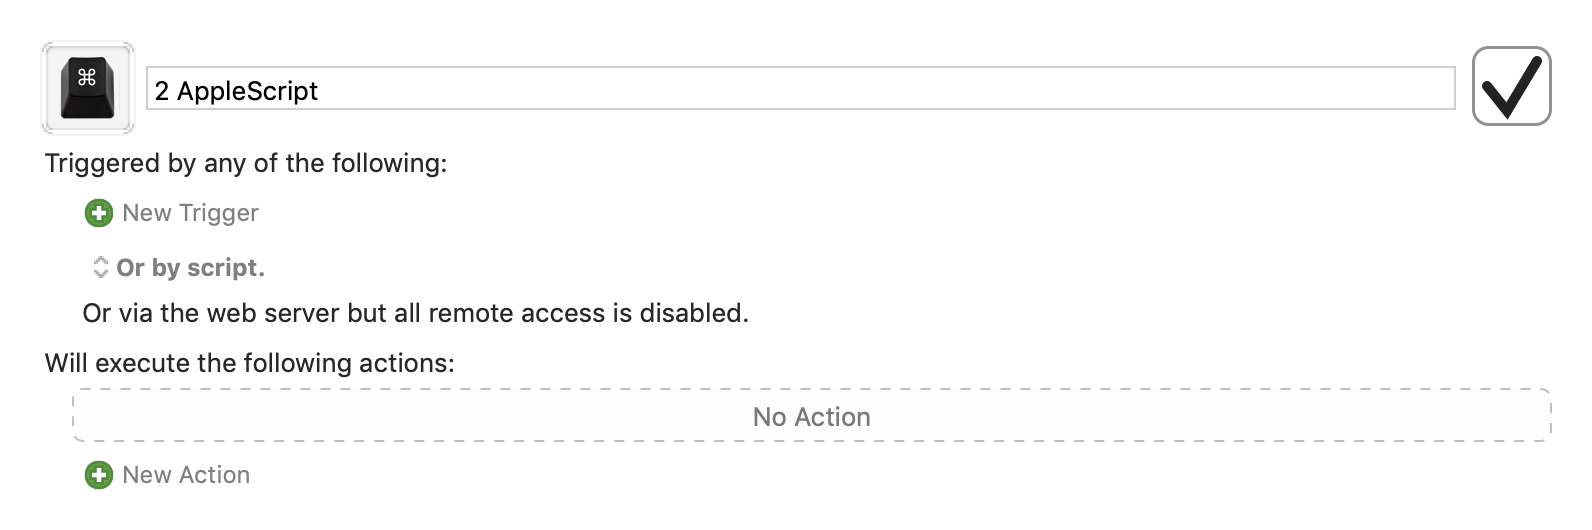 ⌘
2 AppleScript
Triggered by any of the following:
New Trigger
Or by script.
Or via the web server but all remote access is disabled.
Will execute the following actions:
No Action
New Action